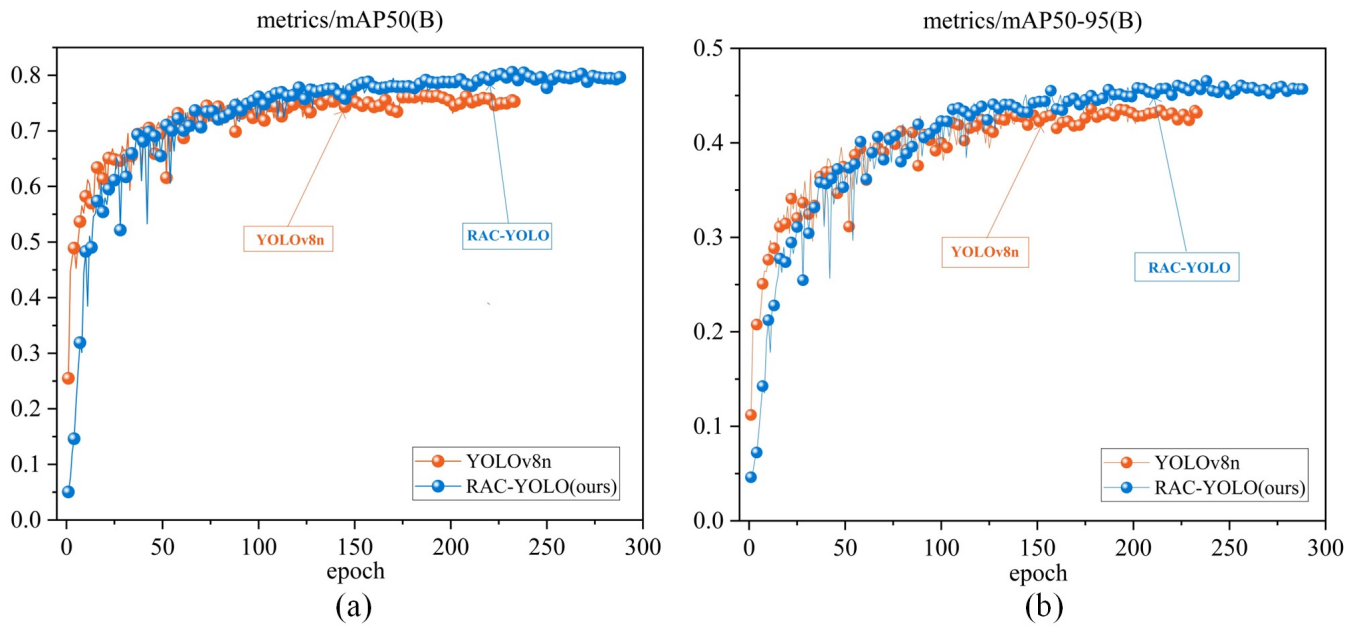 metrics/mAP50(B)
0.8
0.7
0.6
0.5
0.4
0.3
0.2
0.1
0.0
0 50 100 150 200 250 300
epoch
YOLOv8n
RAC-YOLO
YOLOv8n
RAC-YOLO(ours)
(a)
metrics/mAP50-95(B)
0.5
0.4
0.3
0.2
0.1
0.0
0 50 100 150 200 250 300
epoch
YOLOv8n
RAC-YOLO
YOLOv8n
RAC-YOLO(ours)
(b)